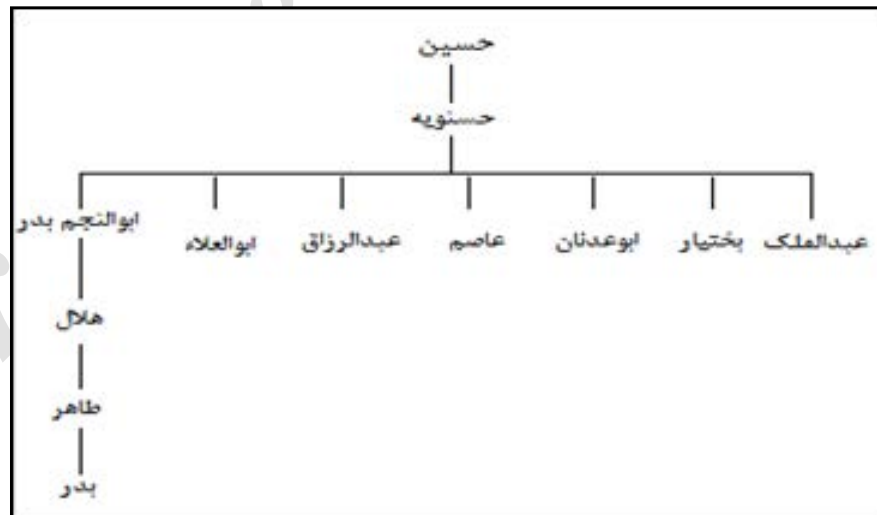 حسین
حسنویه
عبدالملک بختیار ابوعدنان عاصم عبدالرزاق ابوالعلاء ابوالنجم بدر
هلال
طاهر
بدر